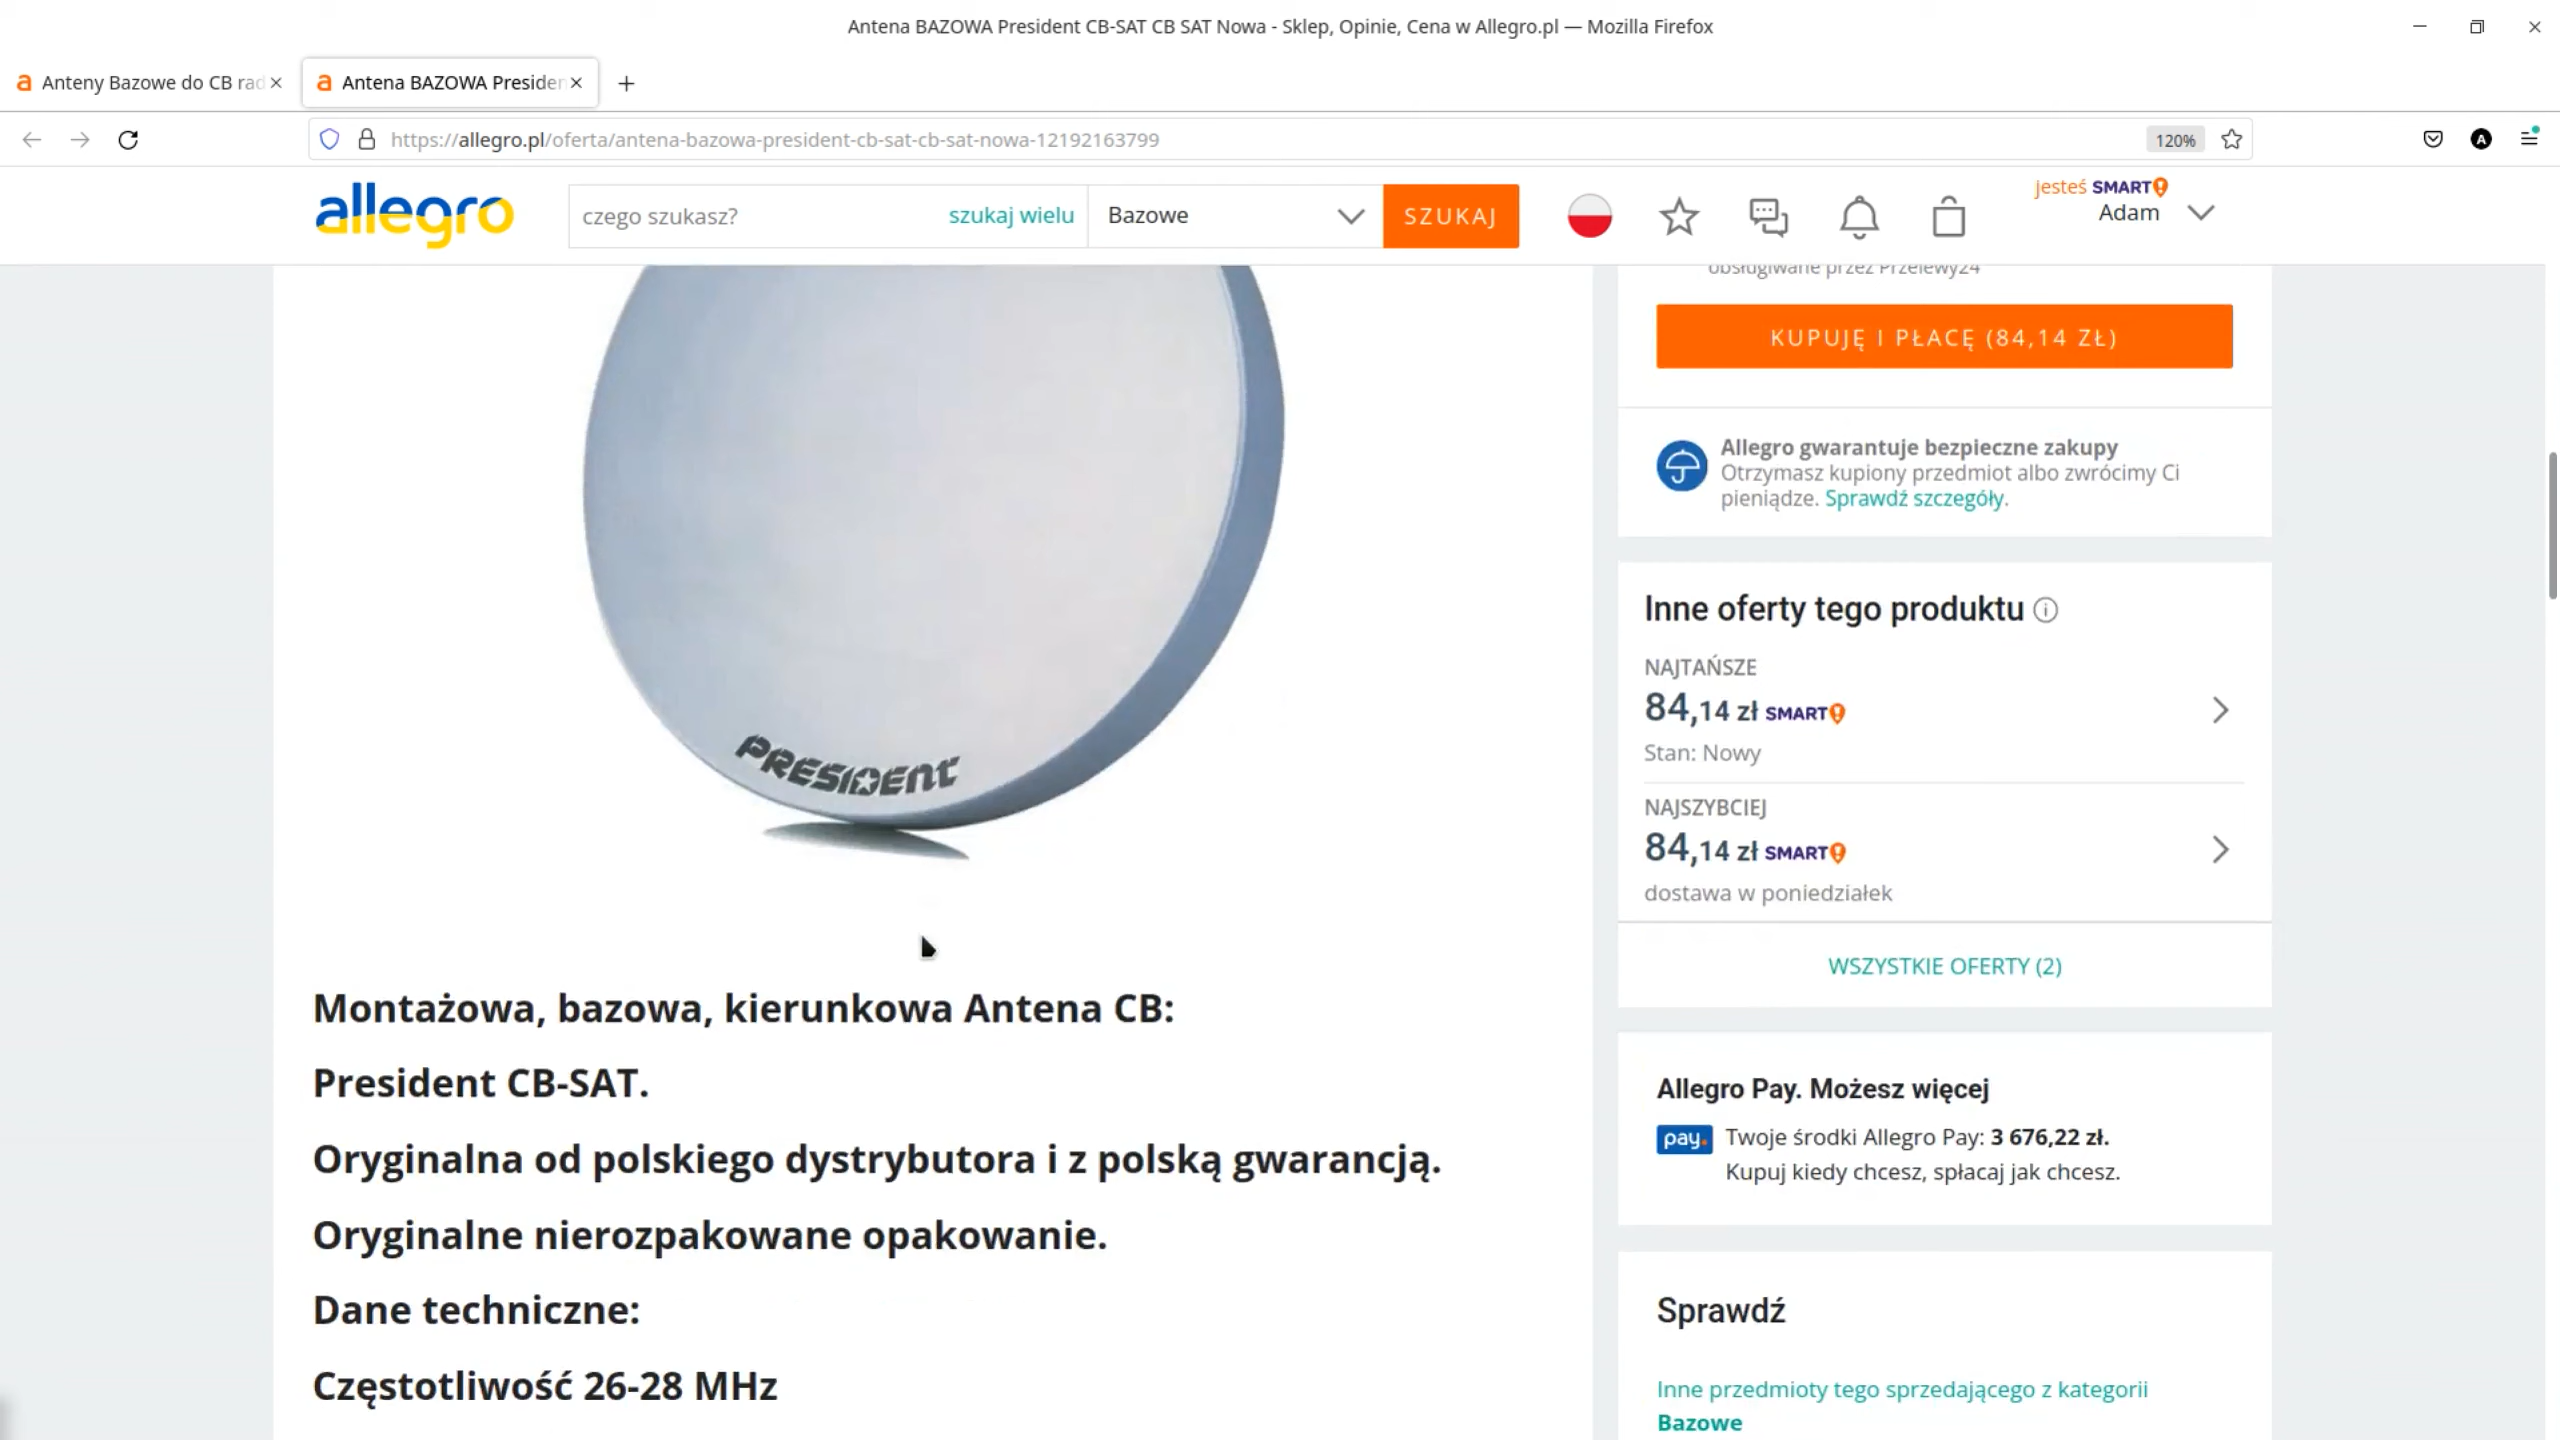 Antena BAZOWA President CB-SAT CB SAT Nowa - Sklep, Opinie, Cena w Allegro.pl — Mozilla Firefox
Anteny Bazowe do CB rad
Antena BAZOWA Presiden
https://allegro.pl/oferta/antena-bazowa-president-cb-sat-cb-sat-nowa-12192163799
120%
A
allegro
czego szukasz?
szukaj wielu
Bazowe
SZUKAJ
jesteś SMART!
Adam
obsługiwane przez Przelewy24
KUPUJĘ I PŁACĘ (84,14 ZŁ)
Allegro gwarantuje bezpieczne zakupy
Otrzymasz kupiony przedmiot albo zwrócimy Ci
pieniądze. Sprawdź szczegóły.
Inne oferty tego produktu
NAJTAŃSZE
84,14 zł SMART!
Stan: Nowy
NAJSZYBCIEJ
84,14 zł SMART!
dostawa w poniedziałek
WSZYSTKIE OFERTY (2)
Allegro Pay. Możesz więcej
pay.
Twoje środki Allegro Pay: 3 676,22 zł.
Kupuj kiedy chcesz, spłacaj jak chcesz.
Sprawdź
Inne przedmioty tego sprzedającego z kategorii
Bazowe
PRESIDENT
Montażowa, bazowa, kierunkowa Antena CB:
President CB-SAT.
Oryginalna od polskiego dystrybutora i z polską gwarancją.
Oryginalne nierozpakowane opakowanie.
Dane techniczne:
Częstotliwość 26-28 MHz